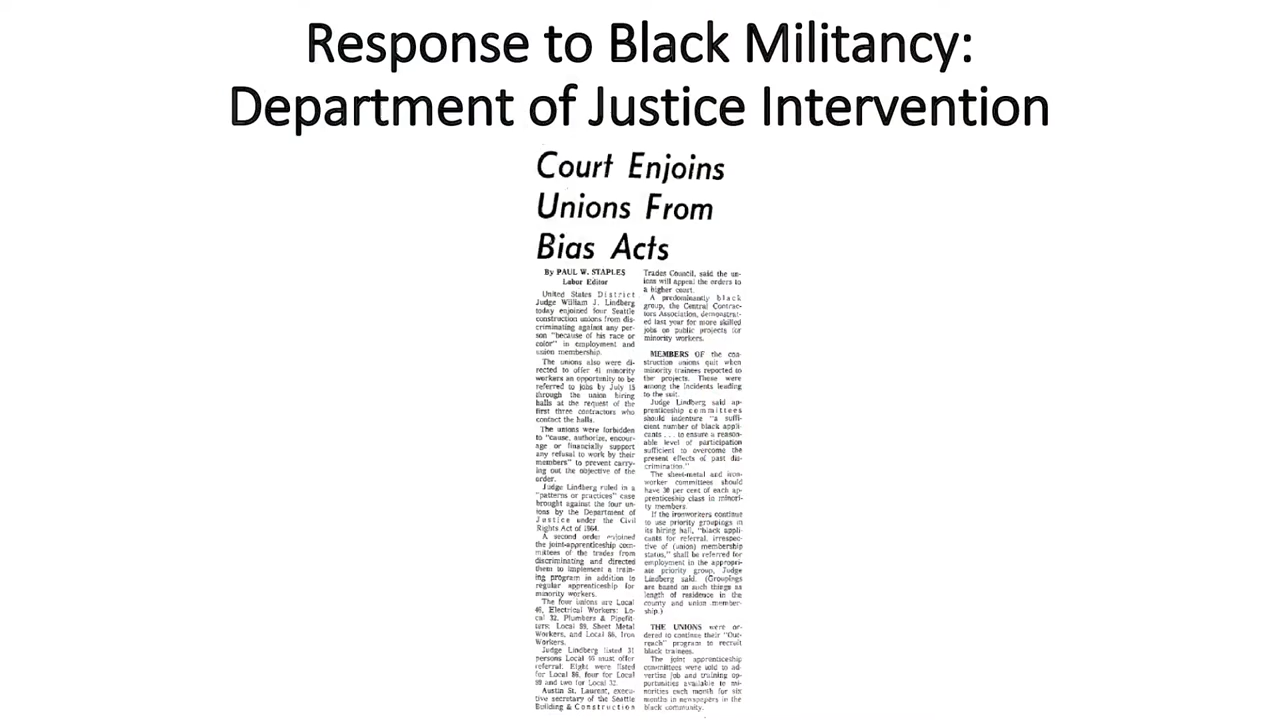 Response to Black Militancy:
Department of Justice Intervention
Court Enjoins
Unions From
Bias Acts
By PAUL W. STAPLES
Labor Editor
United States District
Judge William J. Lindberg
today enjoined four Seattle
construction unions from dis-
criminating against any per-
son "because of his race or
color" in employment and
union membership.
The unions also were di-
rected to offer 41 minority
workers an opportunity to be
referred to jobs by July 15
through the union hiring
halls at the request of the
first three contractors who
contact the halls.
The unions were forbidden
to "cause, authorize, encour-
age or financially support
any refusal to work by their
members" to prevent carry-
ing out the objective of the
order.
Judge Lindberg ruled in a
"patterns or practices" case
brought against the four un-
ions by the Department of
Justice under the Civil
Rights Act of 1964.
A second order enjoined
the joint-apprenticeship com-
mittees of the trades from
discriminating and directed
them to implement a train-
ing program in addition to
regular apprenticeship for
minority workers.
The four unions are Local
46, Electrical Workers; Lo-
cal 32, Plumbers & Pipefit-
ters; Local 99, Sheet Metal
Workers, and Local 86, Iron
Workers.
Judge Lindberg listed 31
persons Local must offer
referral. Eight were listed
for Local 86, four for Local
99 and two for Local 32.
Austin St. Laurent, execu-
tive secretary of the Seattle
Building & Construction
Trades Council, said the un-
ions will appeal the orders to
a higher court.
A predominantly black
group, the Central Contrac-
tors Association, demonstrat-
ed last year for more skilled
jobs on public projects for
minority workers.
MEMBERS OF the con-
struction unions quit when
minority trainees reported to
the projects. These were
among the incidents leading
to the suit.
Judge Lindberg said ap-
prenticeship committees
should indenture "a suffi-
cient number of black appli-
cants . . . to ensure a reason-
able level of participation
sufficient to overcome the
present effects of past dis-
crimination."
The sheet-metal and iron-
worker committees should
have 30 per cent of each ap-
prenticeship class in minori-
ty members.
If the ironworkers continue
to use priority groupings in
its hiring hall, "black appli-
cants for referral, irrespec-
tive of (union) membership
status," shall be referred for
employment in the appropri-
ate priority group, Judge
Lindberg said. (Groupings
are based on such things as
length of residence in the
county and union member-
ship.)
THE UNIONS were or-
dered to continue their "Out-
reach" program to recruit
black trainees.
The joint apprenticeship
committees were told to ad-
vertise job and training op-
portunities available to mi-
norities each month for six
months in newspapers in the
black community.